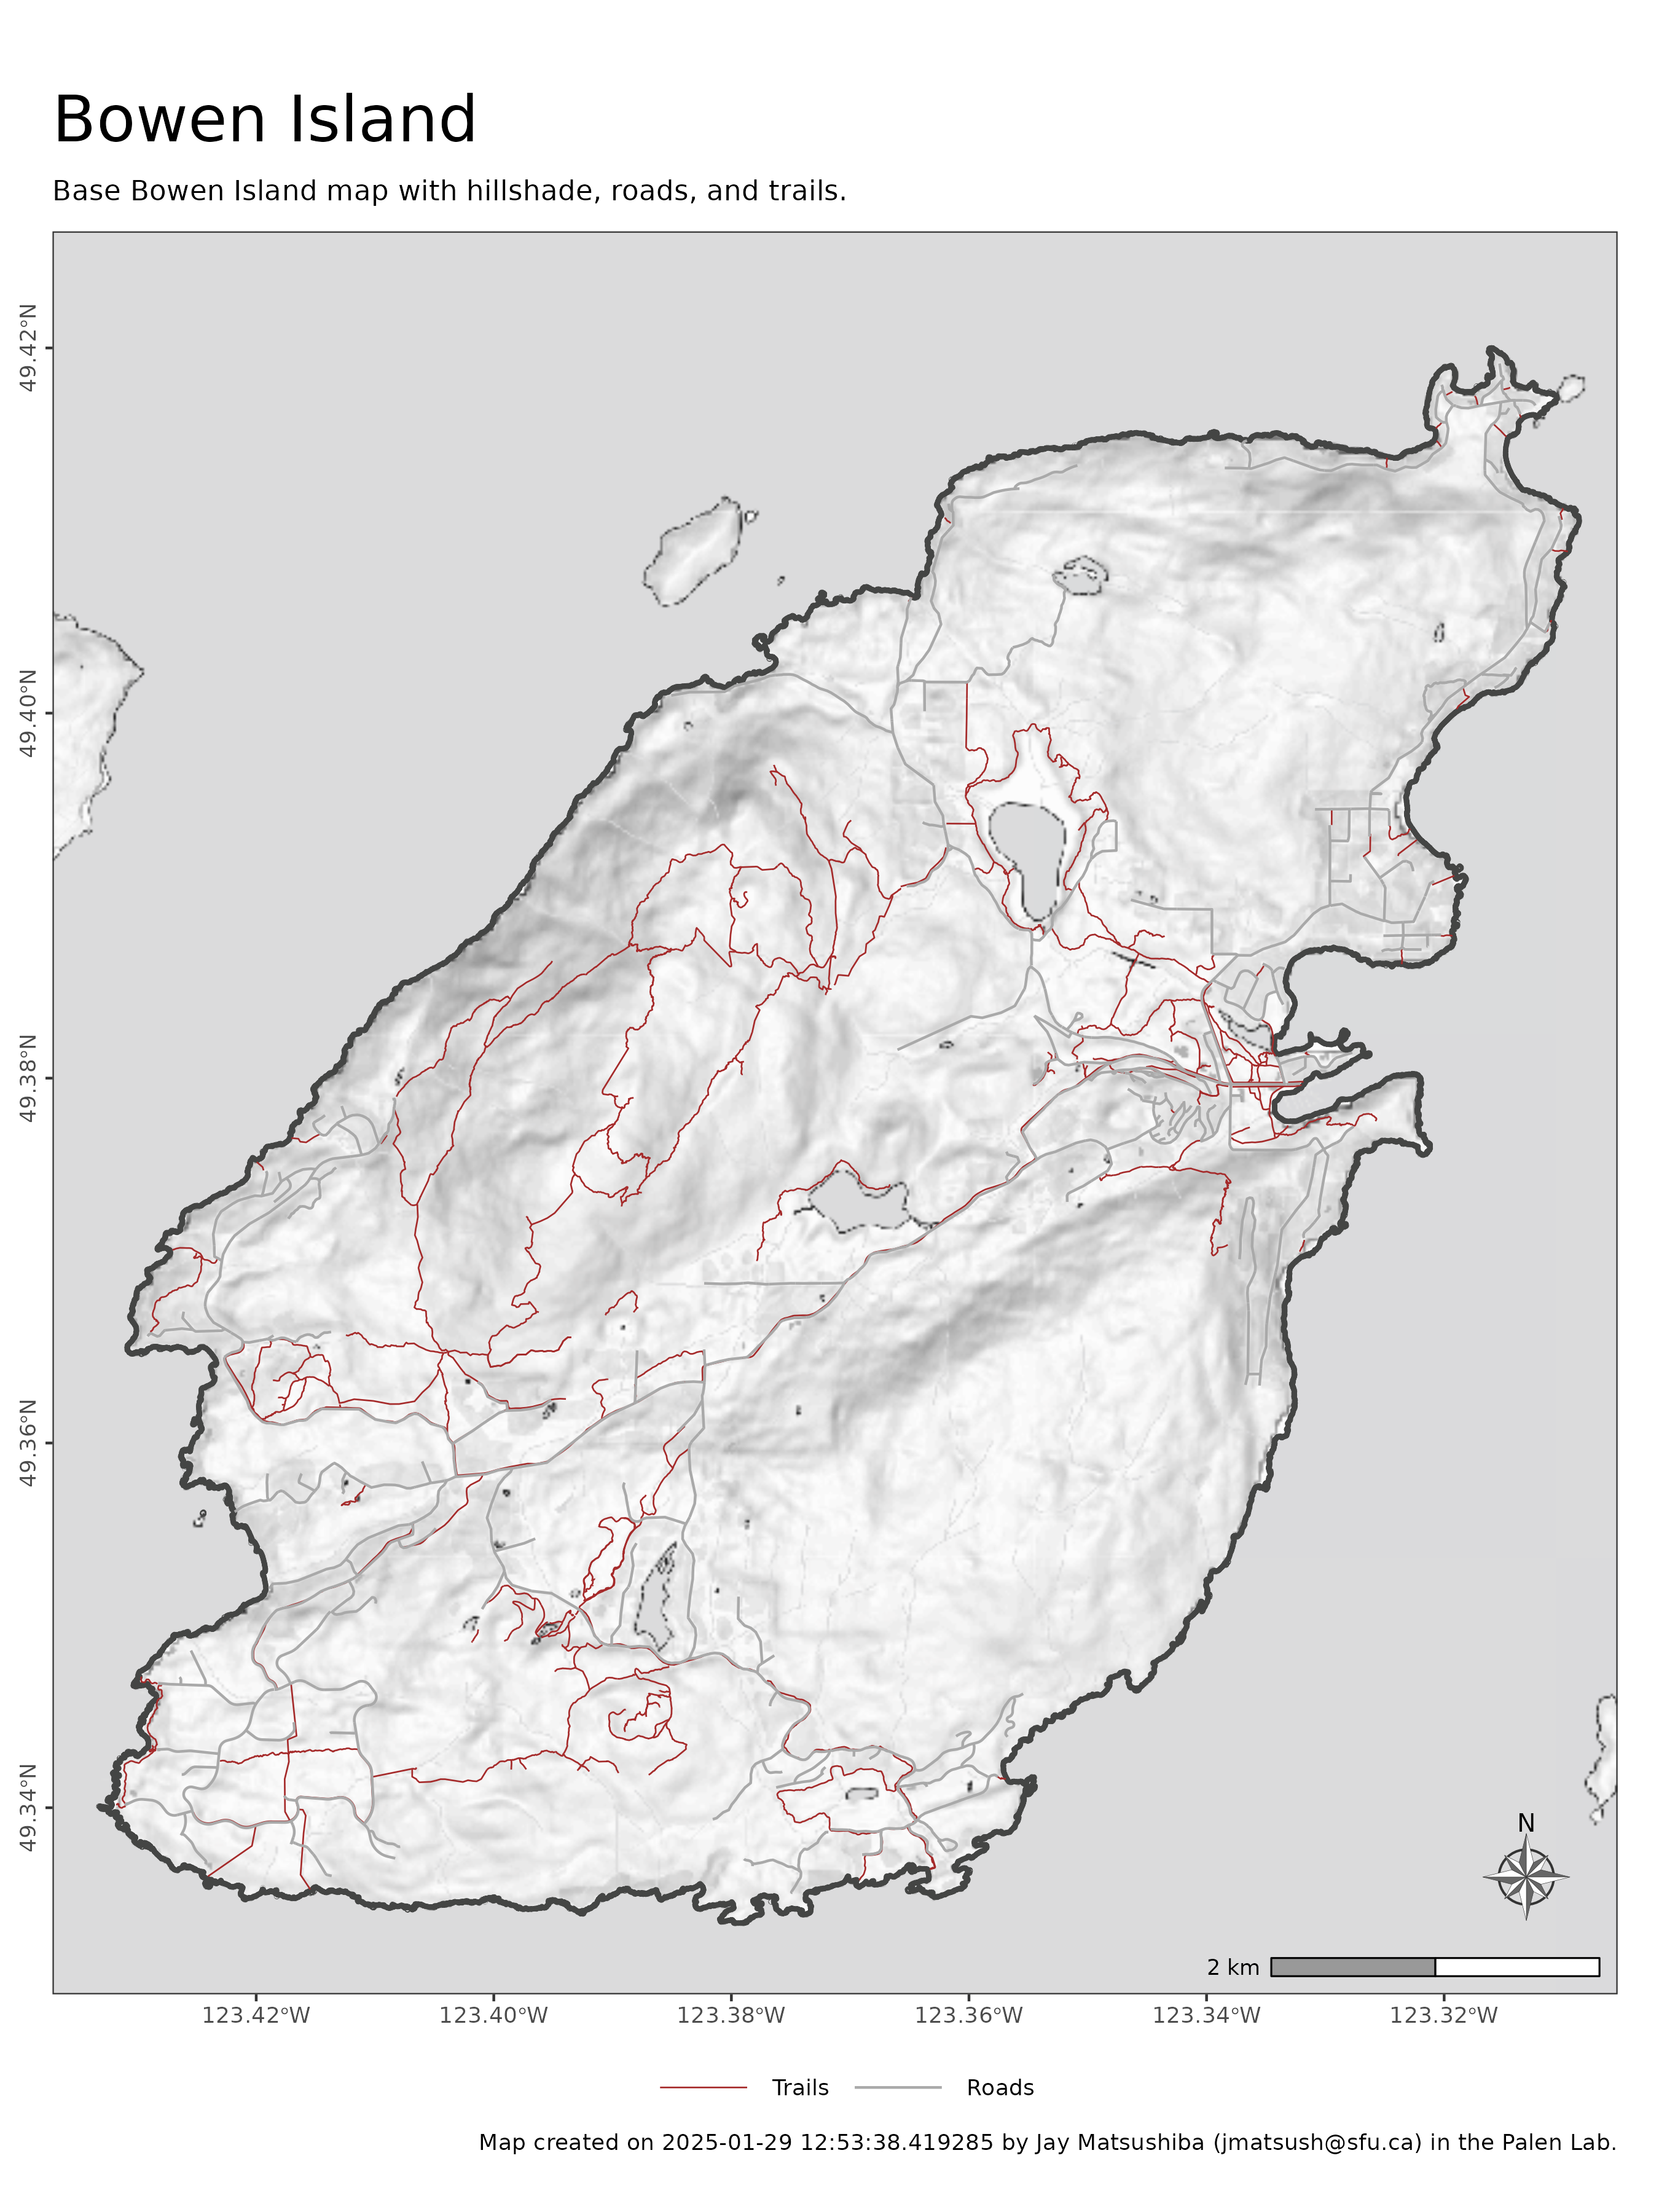 Bowen Island
Base Bowen Island map with hillshade, roads, and trails.
49.42°N
49.40°N
49.38°N
49.36°N
49.34°N
N
2 km
123.42°W
123.40°W
123.38°W
123.36°W
123.34°W
123.32°W
Trails
Roads
Map created on 2025-01-29 12:53:38.419285 by Jay Matsushiba (jmatsush@sfu.ca) in the Palen Lab.